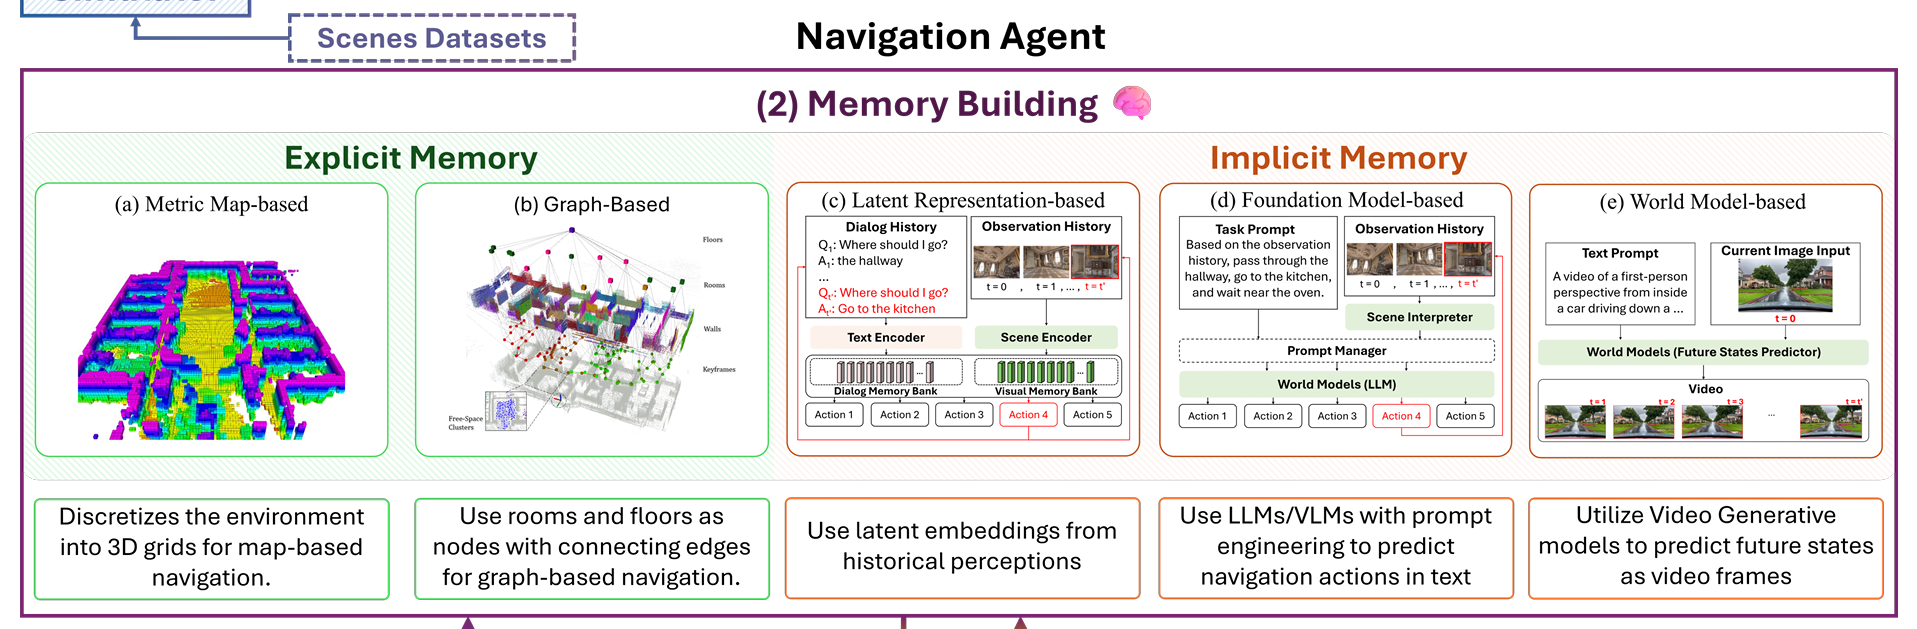 Scenes Datasets
Navigation Agent
(2) Memory Building
Explicit Memory
Implicit Memory
(a) Metric Map-based
(b) Graph-Based
Floors
Rooms
Walls
Keyframes
Free-Space
Clusters
(c) Latent Representation-based
Dialog History
Q₁: Where should I go?
A₁: the hallway
...
Qₜ': Where should I go?
Aₜ': Go to the kitchen
Observation History
t = 0 , t = 1 , ... , t = t'
Text Encoder
Scene Encoder
...
...
Dialog Memory Bank
Visual Memory Bank
Action 1
Action 2
Action 3
Action 4
Action 5
(d) Foundation Model-based
Task Prompt
Based on the observation
history, pass through the
hallway, go to the kitchen,
and wait near the oven.
Observation History
t = 0 , t = 1 , ... , t = t'
Scene Interpreter
Prompt Manager
World Models (LLM)
Action 1
Action 2
Action 3
Action 4
Action 5
(e) World Model-based
Text Prompt
A video of a first-person
perspective from inside
a car driving down a ...
Current Image Input
t = 0
World Models (Future States Predictor)
Video
t = 1
t = 2
t = 3
...
t = t'
Discretizes the environment
into 3D grids for map-based
navigation.
Use rooms and floors as
nodes with connecting edges
for graph-based navigation.
Use latent embeddings from
historical perceptions
Use LLMs/VLMs with prompt
engineering to predict
navigation actions in text
Utilize Video Generative
models to predict future states
as video frames